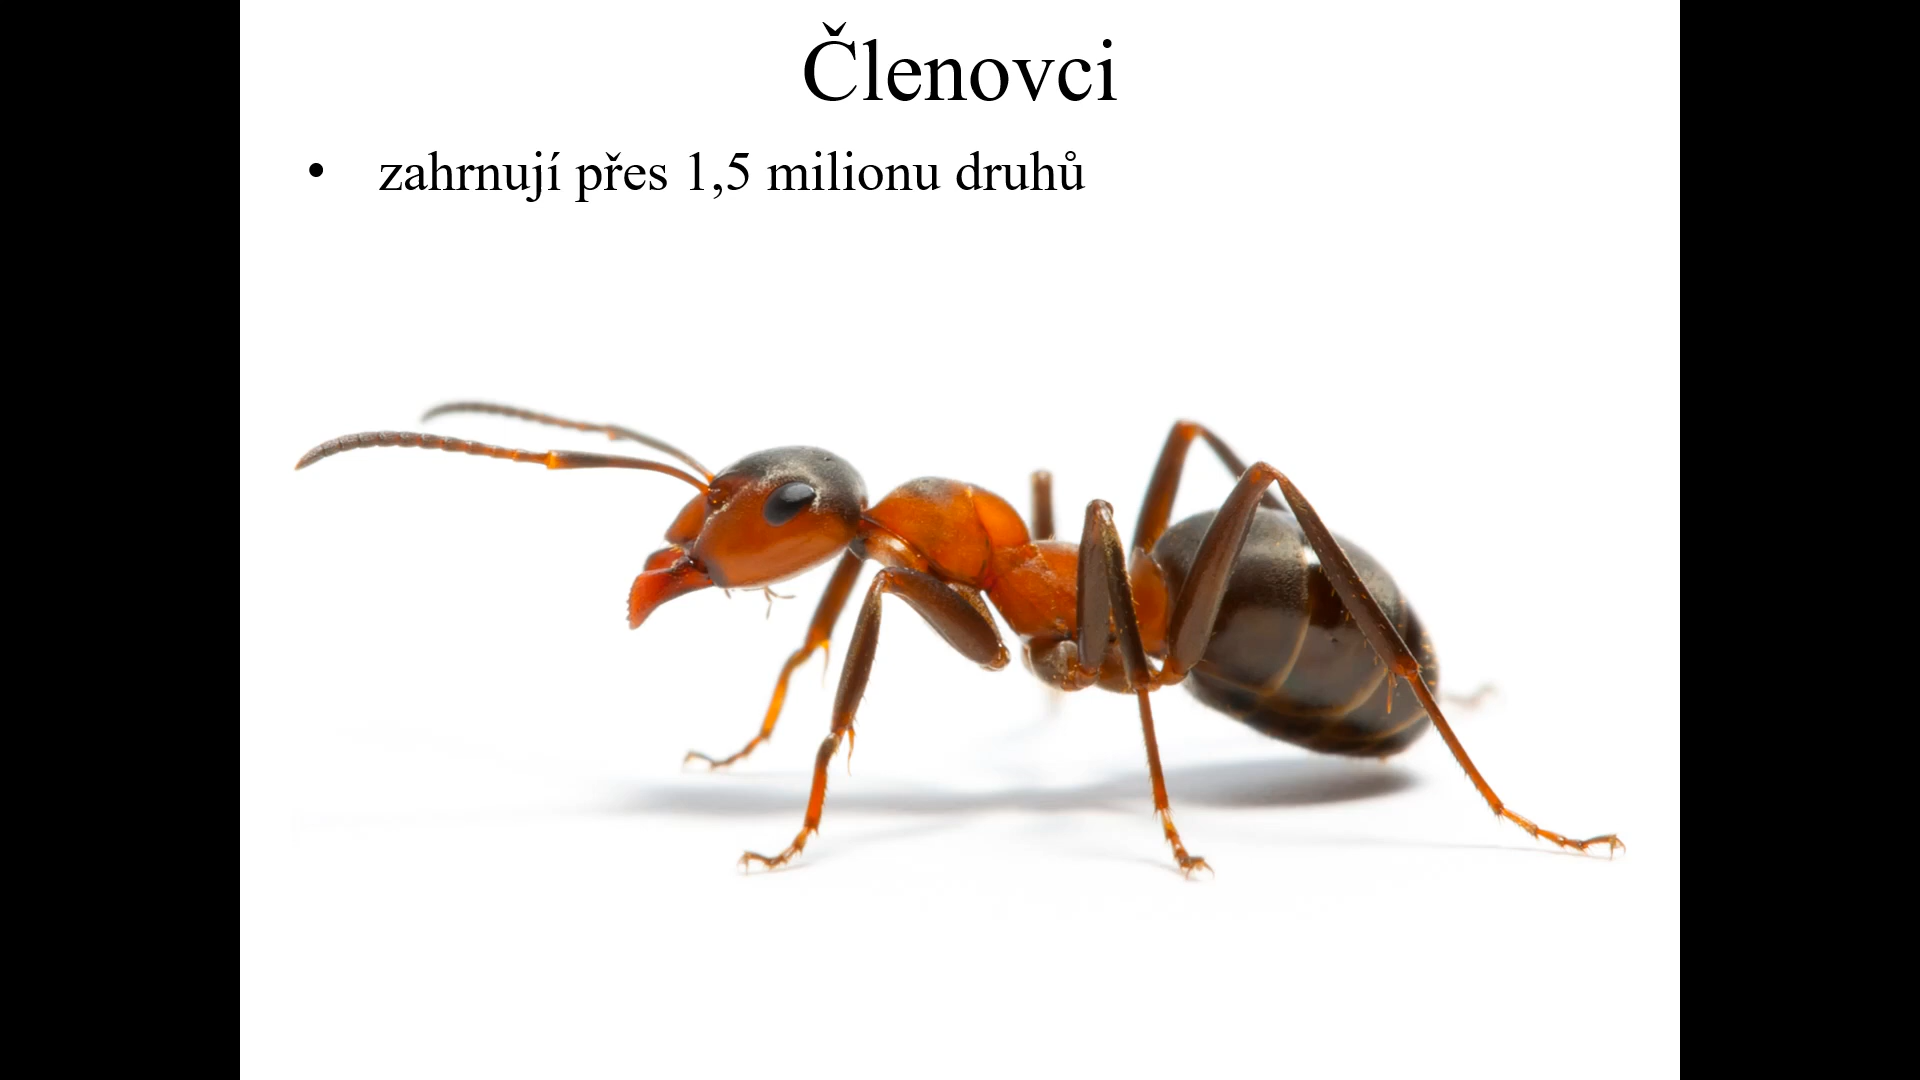 Členovci
• zahrnují přes 1,5 milionu druhů